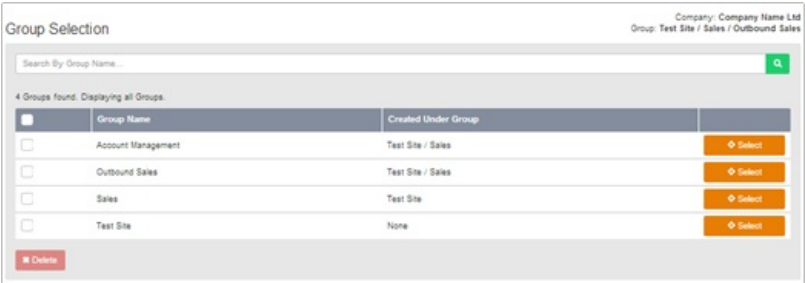 Company: Company Name Ltd
Group Selection
Group: Test Site / Sales / Outbound Sales
Search By Group Name...
4 Groups found. Displaying all Groups.
Group Name Created Under Group
Account Management Test Site / Sales Select
Outbound Sales Test Site / Sales Select
Sales Test Site Select
Test Site None Select
Delete